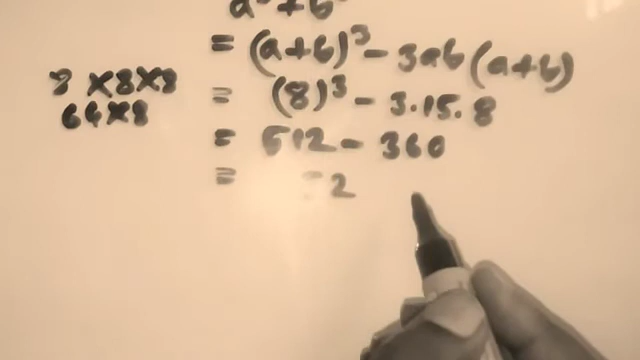 a³ + b³
= (a+b)³ - 3ab(a+b)
8 X8X8
= (8)³ - 3.15.8
64X8
= 512 - 360
= 52